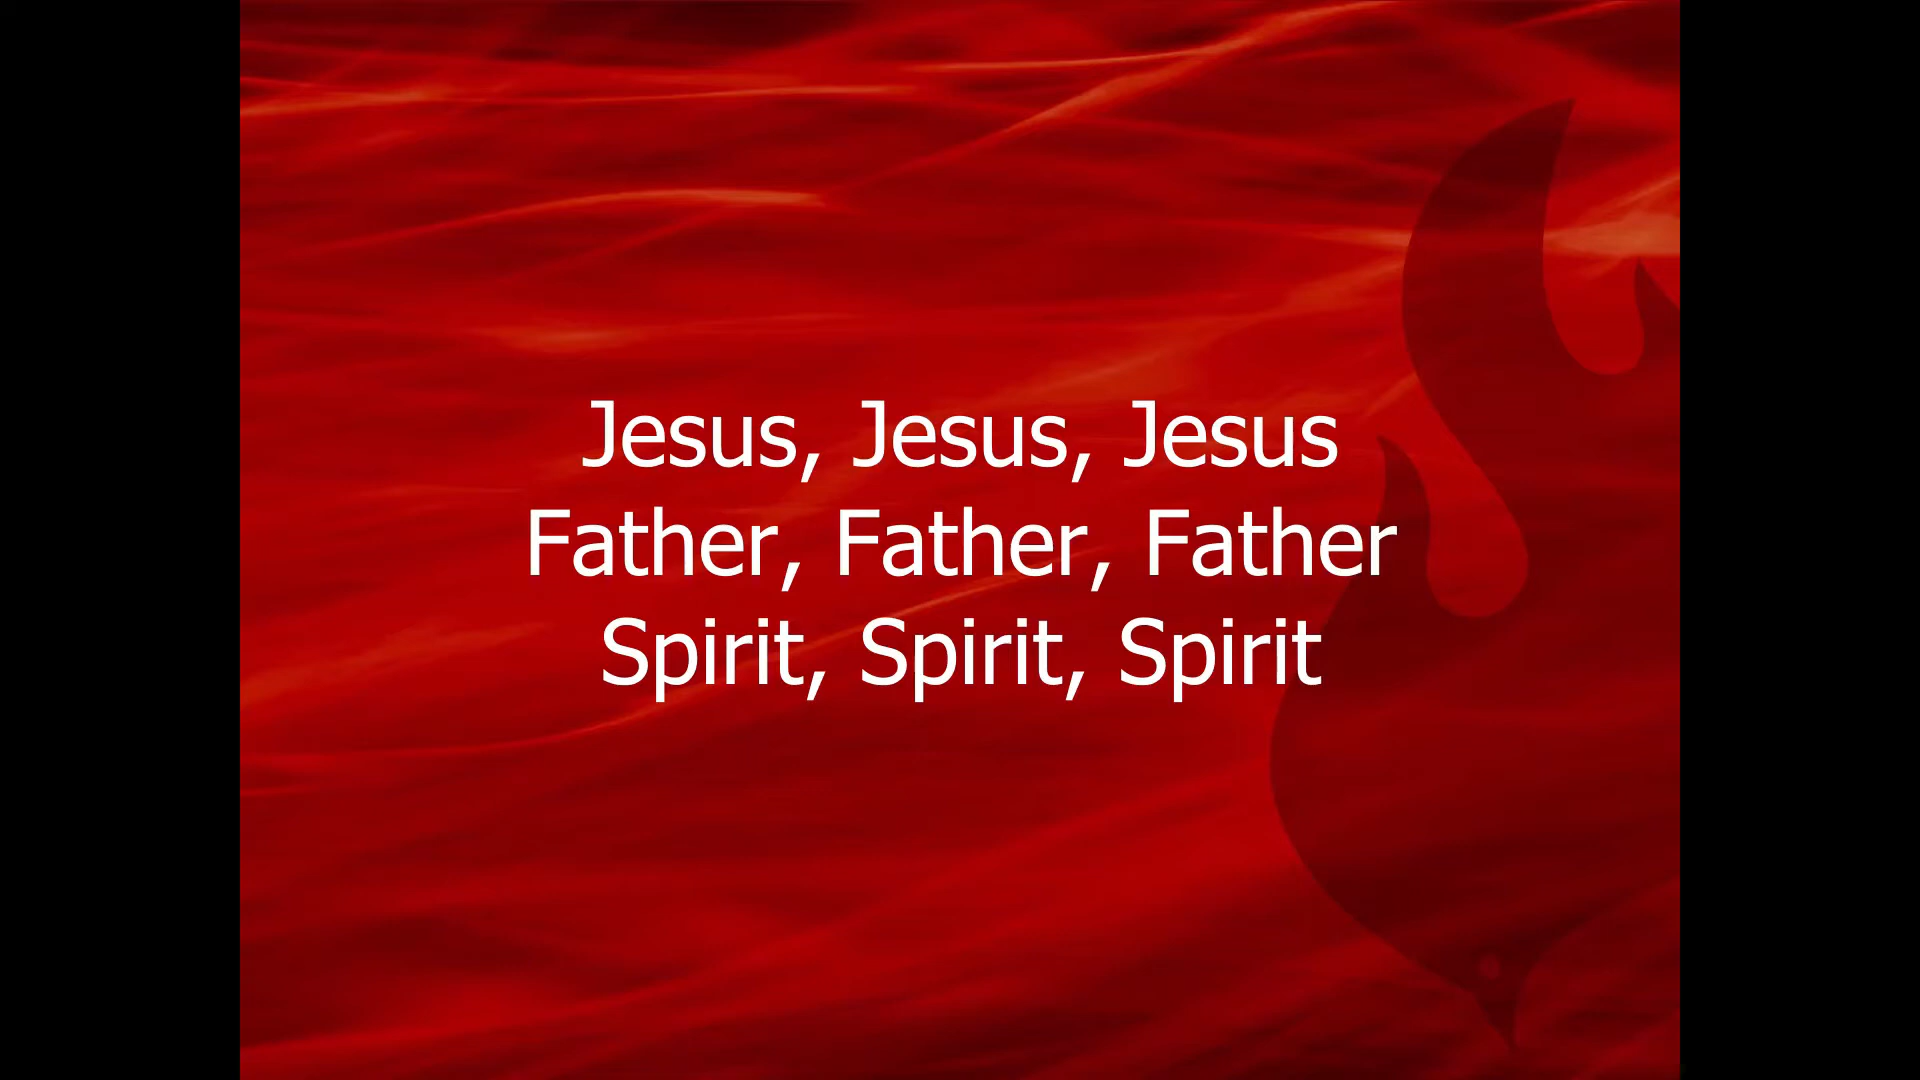 Jesus, Jesus, Jesus
Father, Father, Father
Spirit, Spirit, Spirit